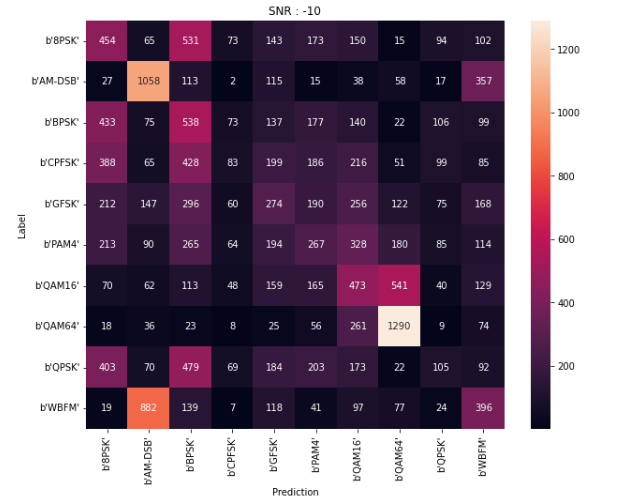 SNR : -10
b'8PSK' 454 65 531 73 143 173 150 15 94 102
b'AM-DSB' 27 1058 113 2 115 15 38 58 17 357
b'BPSK' 433 75 538 73 137 177 140 22 106 99
b'CPFSK' 388 65 428 83 199 186 216 51 99 85
b'GFSK' 212 147 296 60 274 190 256 122 75 168
b'PAM4' 213 90 265 64 194 267 328 180 85 114
b'QAM16' 70 62 113 48 159 165 473 541 40 129
b'QAM64' 18 36 23 8 25 56 261 1290 9 74
b'QPSK' 403 70 479 69 184 203 173 22 105 92
b'WBFM' 19 882 139 7 118 41 97 77 24 396
b'8PSK' b'AM-DSB' b'BPSK' b'CPFSK' b'GFSK' b'PAM4' b'QAM16' b'QAM64' b'QPSK' b'WBFM'
Prediction
Label
1200
1000
800
600
400
200